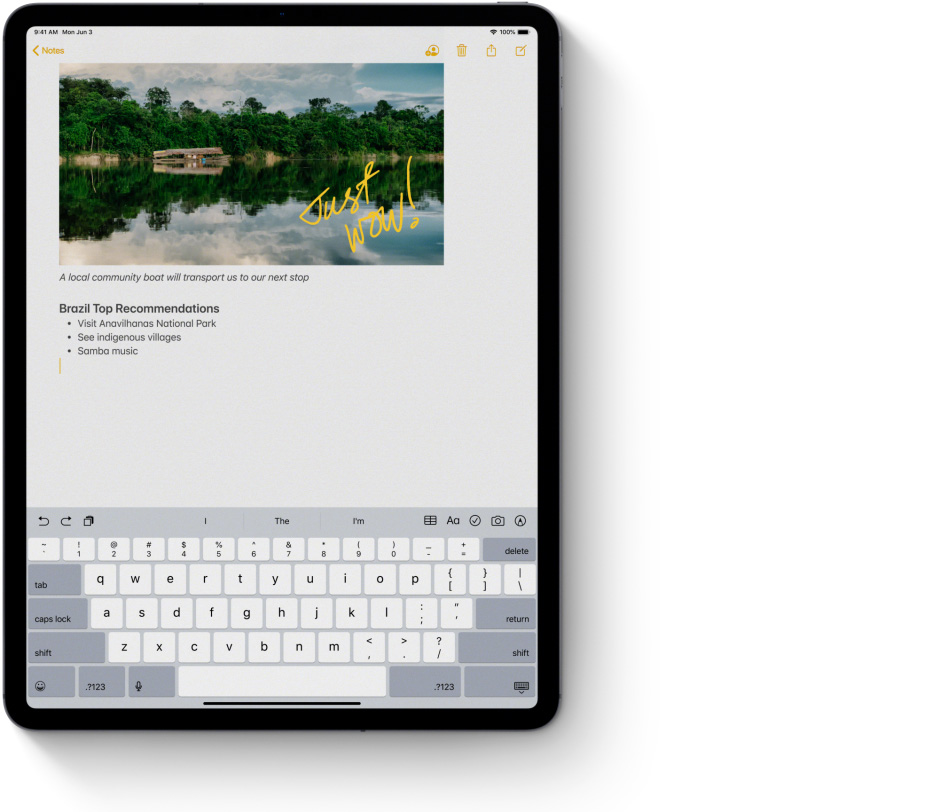 9:41 AM Mon Jun 3
100%
Notes
Just
wow!
A local community boat will transport us to our next stop
Brazil Top Recommendations
• Visit Anavilhanas National Park
• See indigenous villages
• Samba music
I The I'm
Aa
~ ! @ # $ % ^ & * ( ) _ +
` 1 2 3 4 5 6 7 8 9 0 - = delete
tab q w e r t y u i o p { [ } ] | \
caps lock a s d f g h j k l : ; " ' return
shift z x c v b n m < , > . ? / shift
.?123 .?123